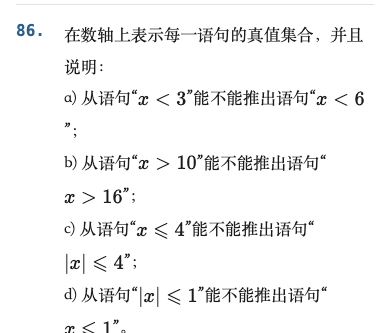 86. 在数轴上表示每一语句的真值集合，并且
说明：
a) 从语句“x < 3”能不能推出语句“x < 6
”；
b) 从语句“x > 10”能不能推出语句“
x > 16”；
c) 从语句“x ⩽ 4”能不能推出语句“
|x| ⩽ 4”；
d) 从语句“|x| ⩽ 1”能不能推出语句“
x ⩽ 1”。